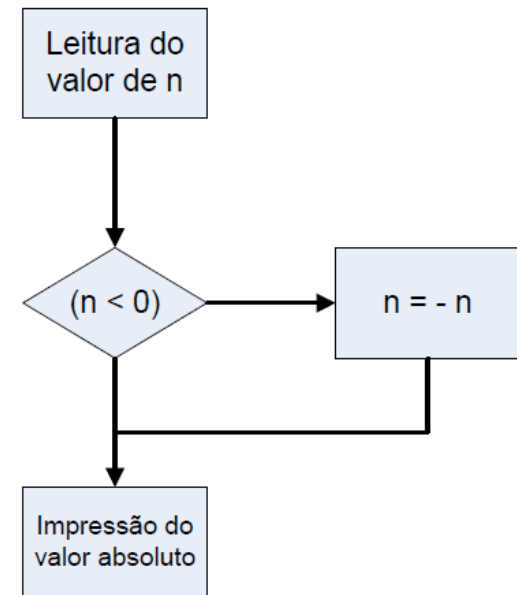 Leitura do
valor de n
(n < 0)
n = - n
Impressão do
valor absoluto